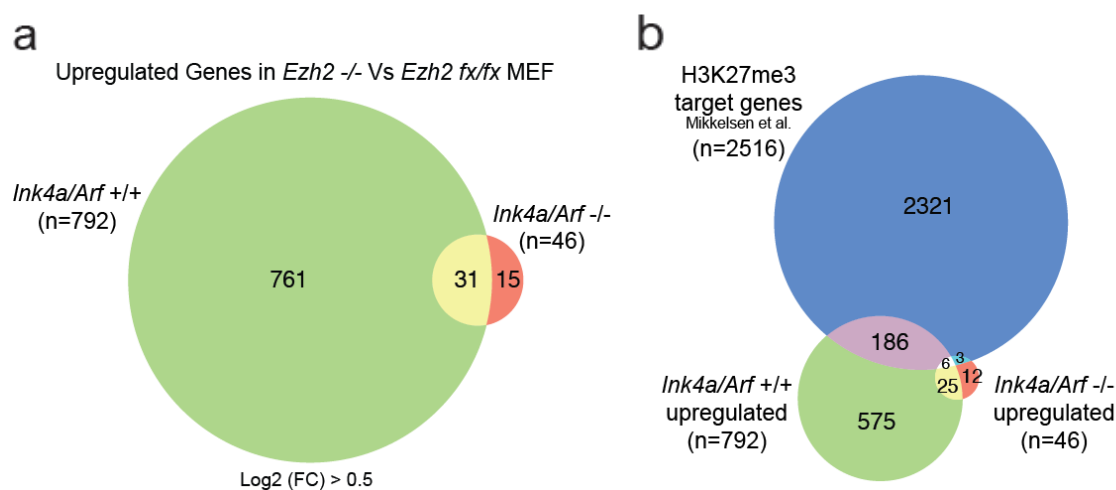 a
Upregulated Genes in Ezh2 -/- Vs Ezh2 fx/fx MEF
Ink4a/Arf +/+
(n=792)
Ink4a/Arf -/-
(n=46)
761
31
15
Log2 (FC) > 0.5
b
H3K27me3
target genes
Mikkelsen et al.
(n=2516)
2321
186
6
3
12
25
575
Ink4a/Arf +/+
upregulated
(n=792)
Ink4a/Arf -/-
upregulated
(n=46)